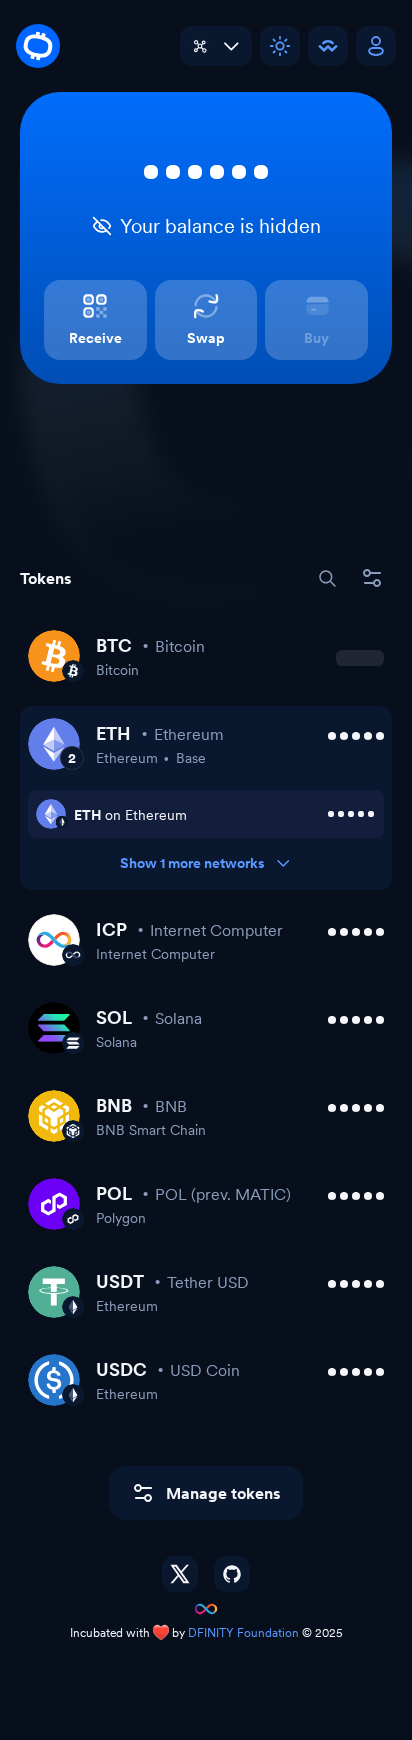 Your balance is hidden
Receive Swap Buy
Tokens
BTC • Bitcoin
Bitcoin
ETH • Ethereum
2 Ethereum • Base
ETH on Ethereum
Show 1 more networks
ICP • Internet Computer
Internet Computer
SOL • Solana
Solana
BNB • BNB
BNB Smart Chain
POL • POL (prev. MATIC)
Polygon
USDT • Tether USD
Ethereum
USDC • USD Coin
Ethereum
Manage tokens
Incubated with ❤️ by DFINITY Foundation © 2025